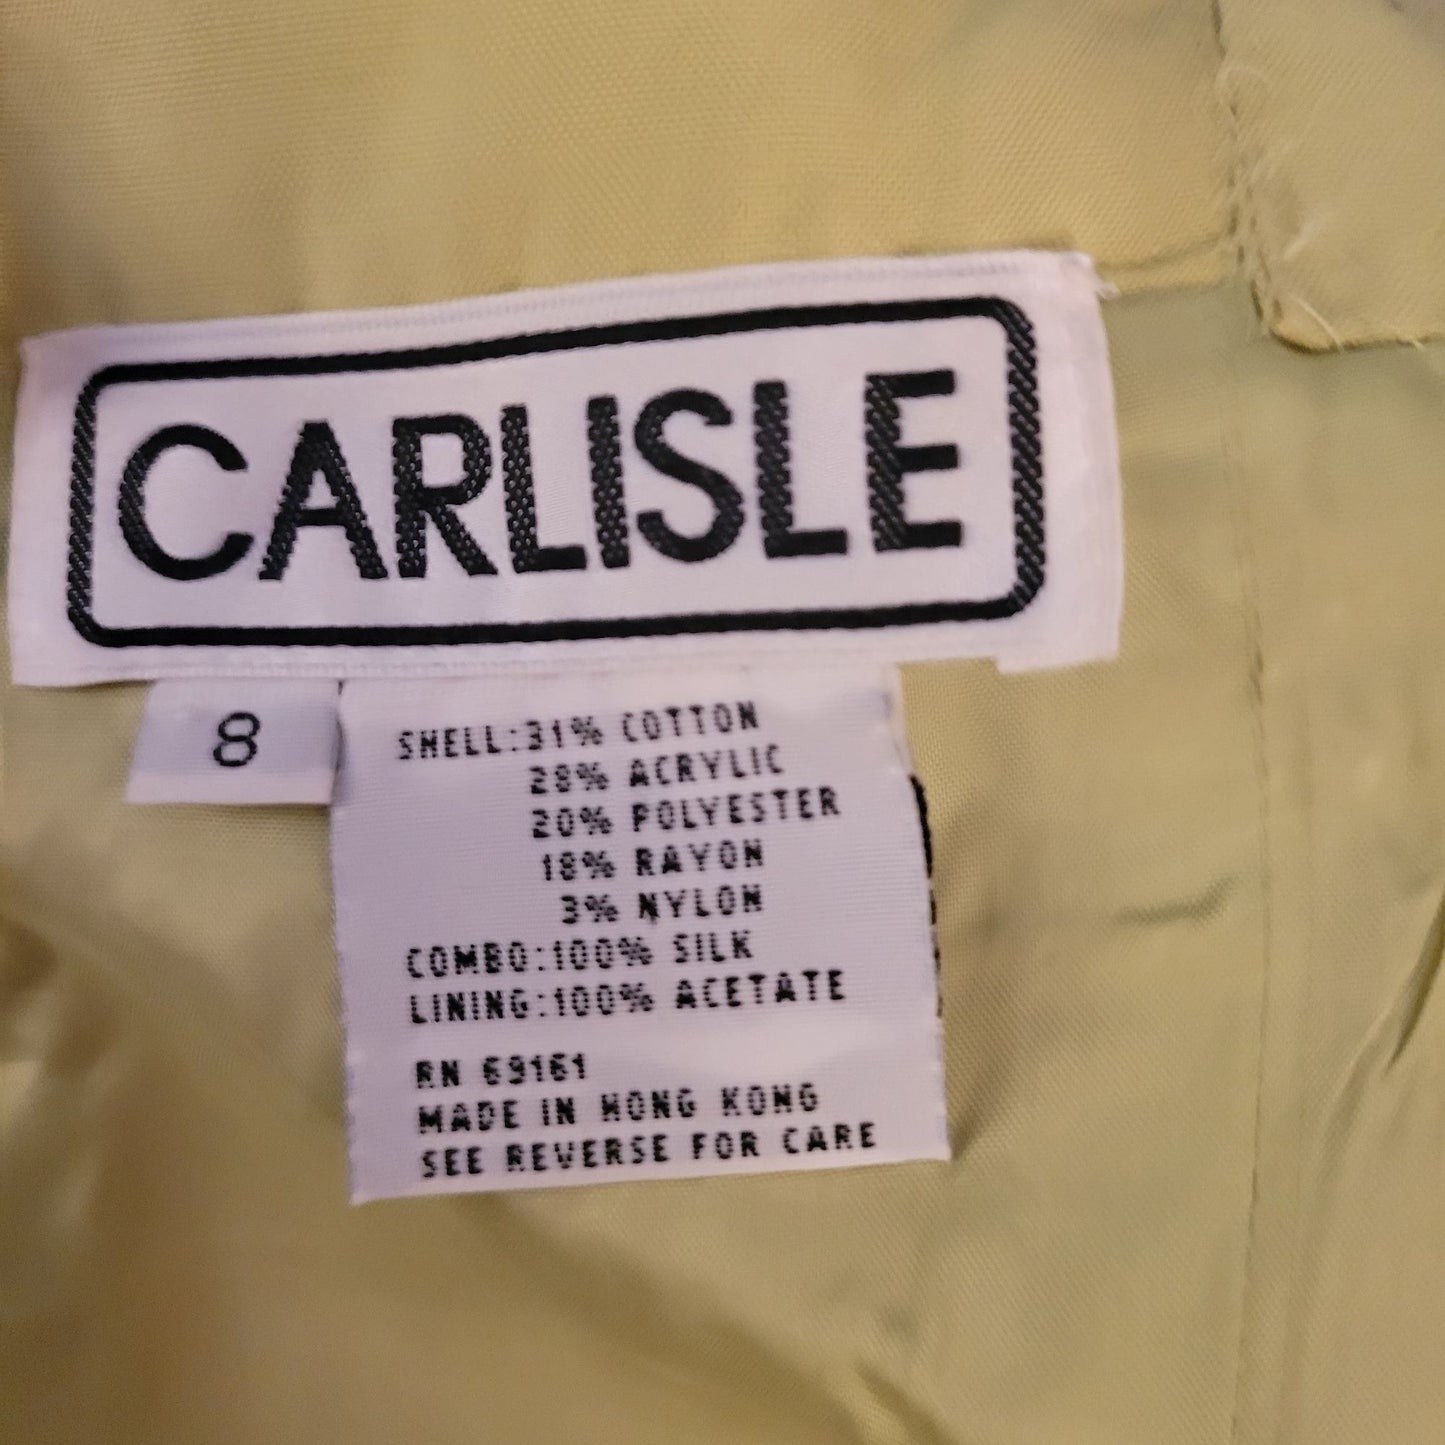 CARLISLE
8
SHELL:31% COTTON
28% ACRYLIC
20% POLYESTER
18% RAYON
3% NYLON
COMBO:100% SILK
LINING:100% ACETATE
RN 69161
MADE IN HONG KONG
SEE REVERSE FOR CARE